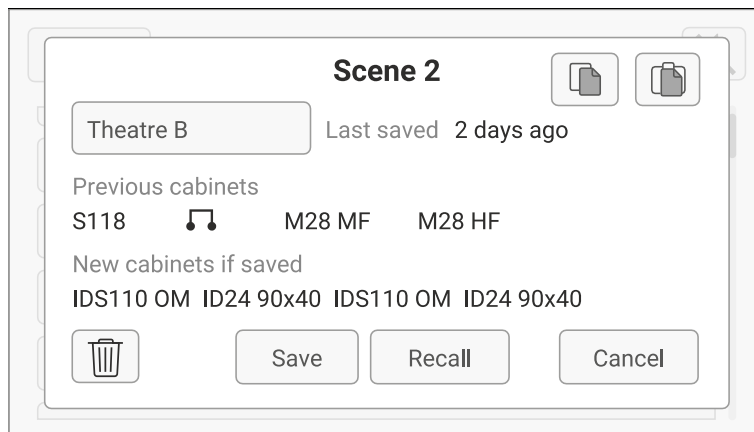 Scene 2
Theatre B
Last saved 2 days ago
Previous cabinets
S118 M28 MF M28 HF
New cabinets if saved
IDS110 OM ID24 90x40 IDS110 OM ID24 90x40
Save Recall Cancel